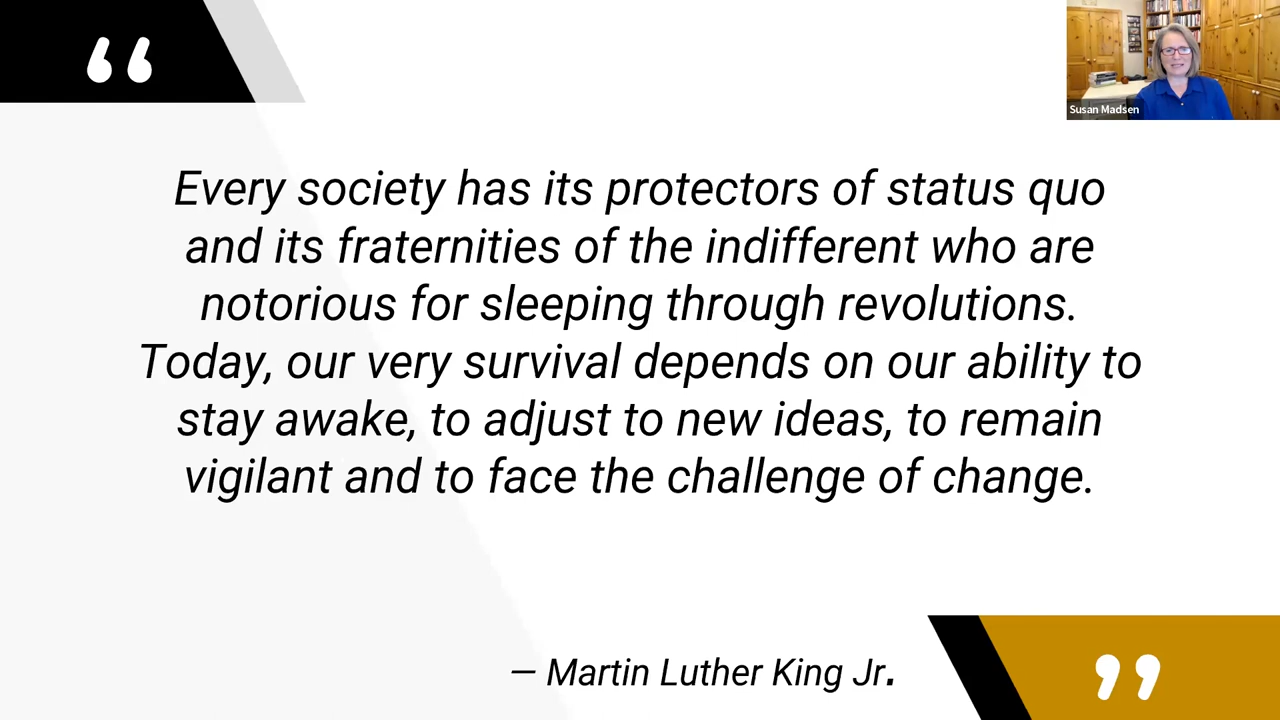 “
Susan Madsen
Every society has its protectors of status quo
and its fraternities of the indifferent who are
notorious for sleeping through revolutions.
Today, our very survival depends on our ability to
stay awake, to adjust to new ideas, to remain
vigilant and to face the challenge of change.
— Martin Luther King Jr.
”